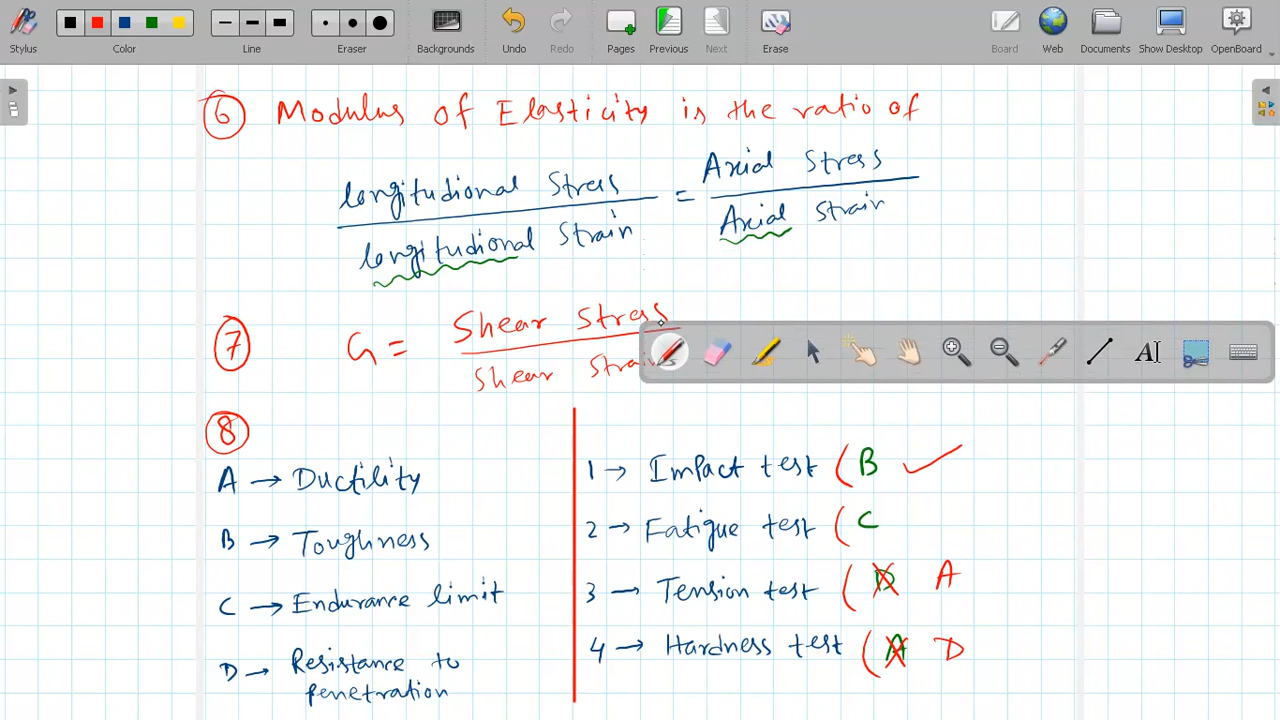 Stylus
Color
Line
Eraser
Backgrounds
Undo
Redo
Pages
Previous
Next
Erase
Board
Web
Documents
Show Desktop
OpenBoard
6 Modulus of Elasticity is the ratio of
longitudional Stress / longitudional Strain = Axial Stress / Axial Strain
7 G = Shear Stress / Shear Strain
8
A → Ductility
B → Toughness
C → Endurance limit
D → Resistance to
penetration
1 → Impact test ( B ✓
2 → Fatigue test ( C
3 → Tension test ( D A
4 → Hardness test ( A D